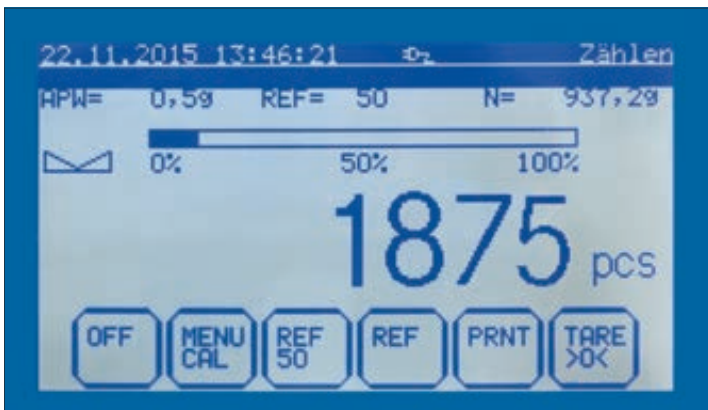 22.11.2015 13:46:21 Zählen
APW= 0,5g REF= 50 N= 937,2g
0% 50% 100%
1875 pcs
OFF MENU CAL REF 50 REF PRNT TARE >0<